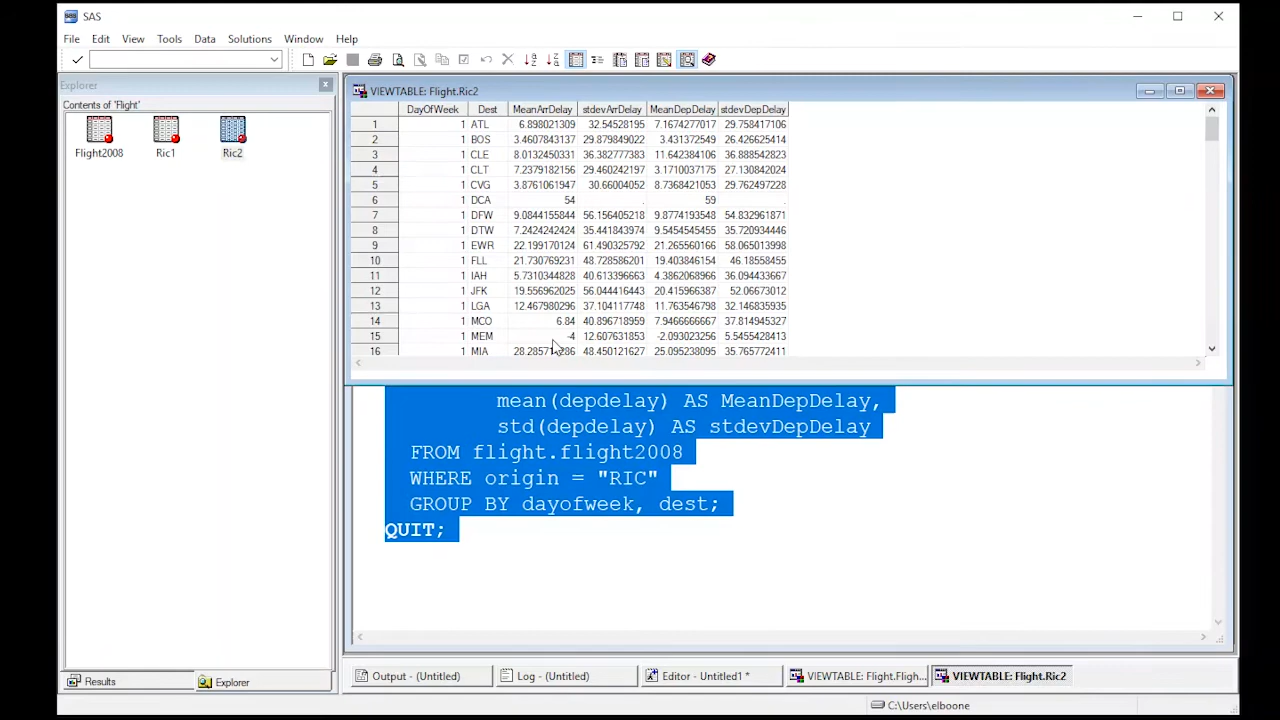 SAS
File Edit View Tools Data Solutions Window Help
Explorer
Contents of 'Flight'
Flight2008 Ric1 Ric2
VIEWTABLE: Flight.Ric2
DayOfWeek Dest MeanArrDelay stdevArrDelay MeanDepDelay stdevDepDelay
1 1 ATL 6.898021309 32.54528195 7.1674277017 29.758417106
2 1 BOS 3.4607843137 29.879849022 3.431372549 26.426625414
3 1 CLE 8.0132450331 36.382777383 11.642384106 36.888542823
4 1 CLT 7.2379182156 29.460242197 3.1710037175 27.130842024
5 1 CVG 3.8761061947 30.66004052 8.7368421053 29.762497228
6 1 DCA 54 . 59 .
7 1 DFW 9.0844155844 56.156405218 9.8774193548 54.832961871
8 1 DTW 7.2424242424 35.441843974 9.5454545455 35.720934446
9 1 EWR 22.199170124 61.490325792 21.265560166 58.065013998
10 1 FLL 21.730769231 48.728586201 19.403846154 46.18558455
11 1 IAH 5.7310344828 40.613396663 4.3862068966 36.094433667
12 1 JFK 19.556962025 56.044416443 20.415966387 52.06673012
13 1 LGA 12.467980296 37.104117748 11.763546798 32.146835935
14 1 MCO 6.84 40.896718959 7.9466666667 37.814945327
15 1 MEM -4 12.607631853 -2.093023256 5.5455428413
16 1 MIA 48.450121627 25.095238095 35.765772411
mean(depdelay) AS MeanDepDelay,
std(depdelay) AS stdevDepDelay
FROM flight.flight2008
WHERE origin = "RIC"
GROUP BY dayofweek, dest;
QUIT;
Results Explorer
Output - (Untitled) Log - (Untitled) Editor - Untitled1 * VIEWTABLE: Flight.Fligh... VIEWTABLE: Flight.Ric2
C:\Users\elboone